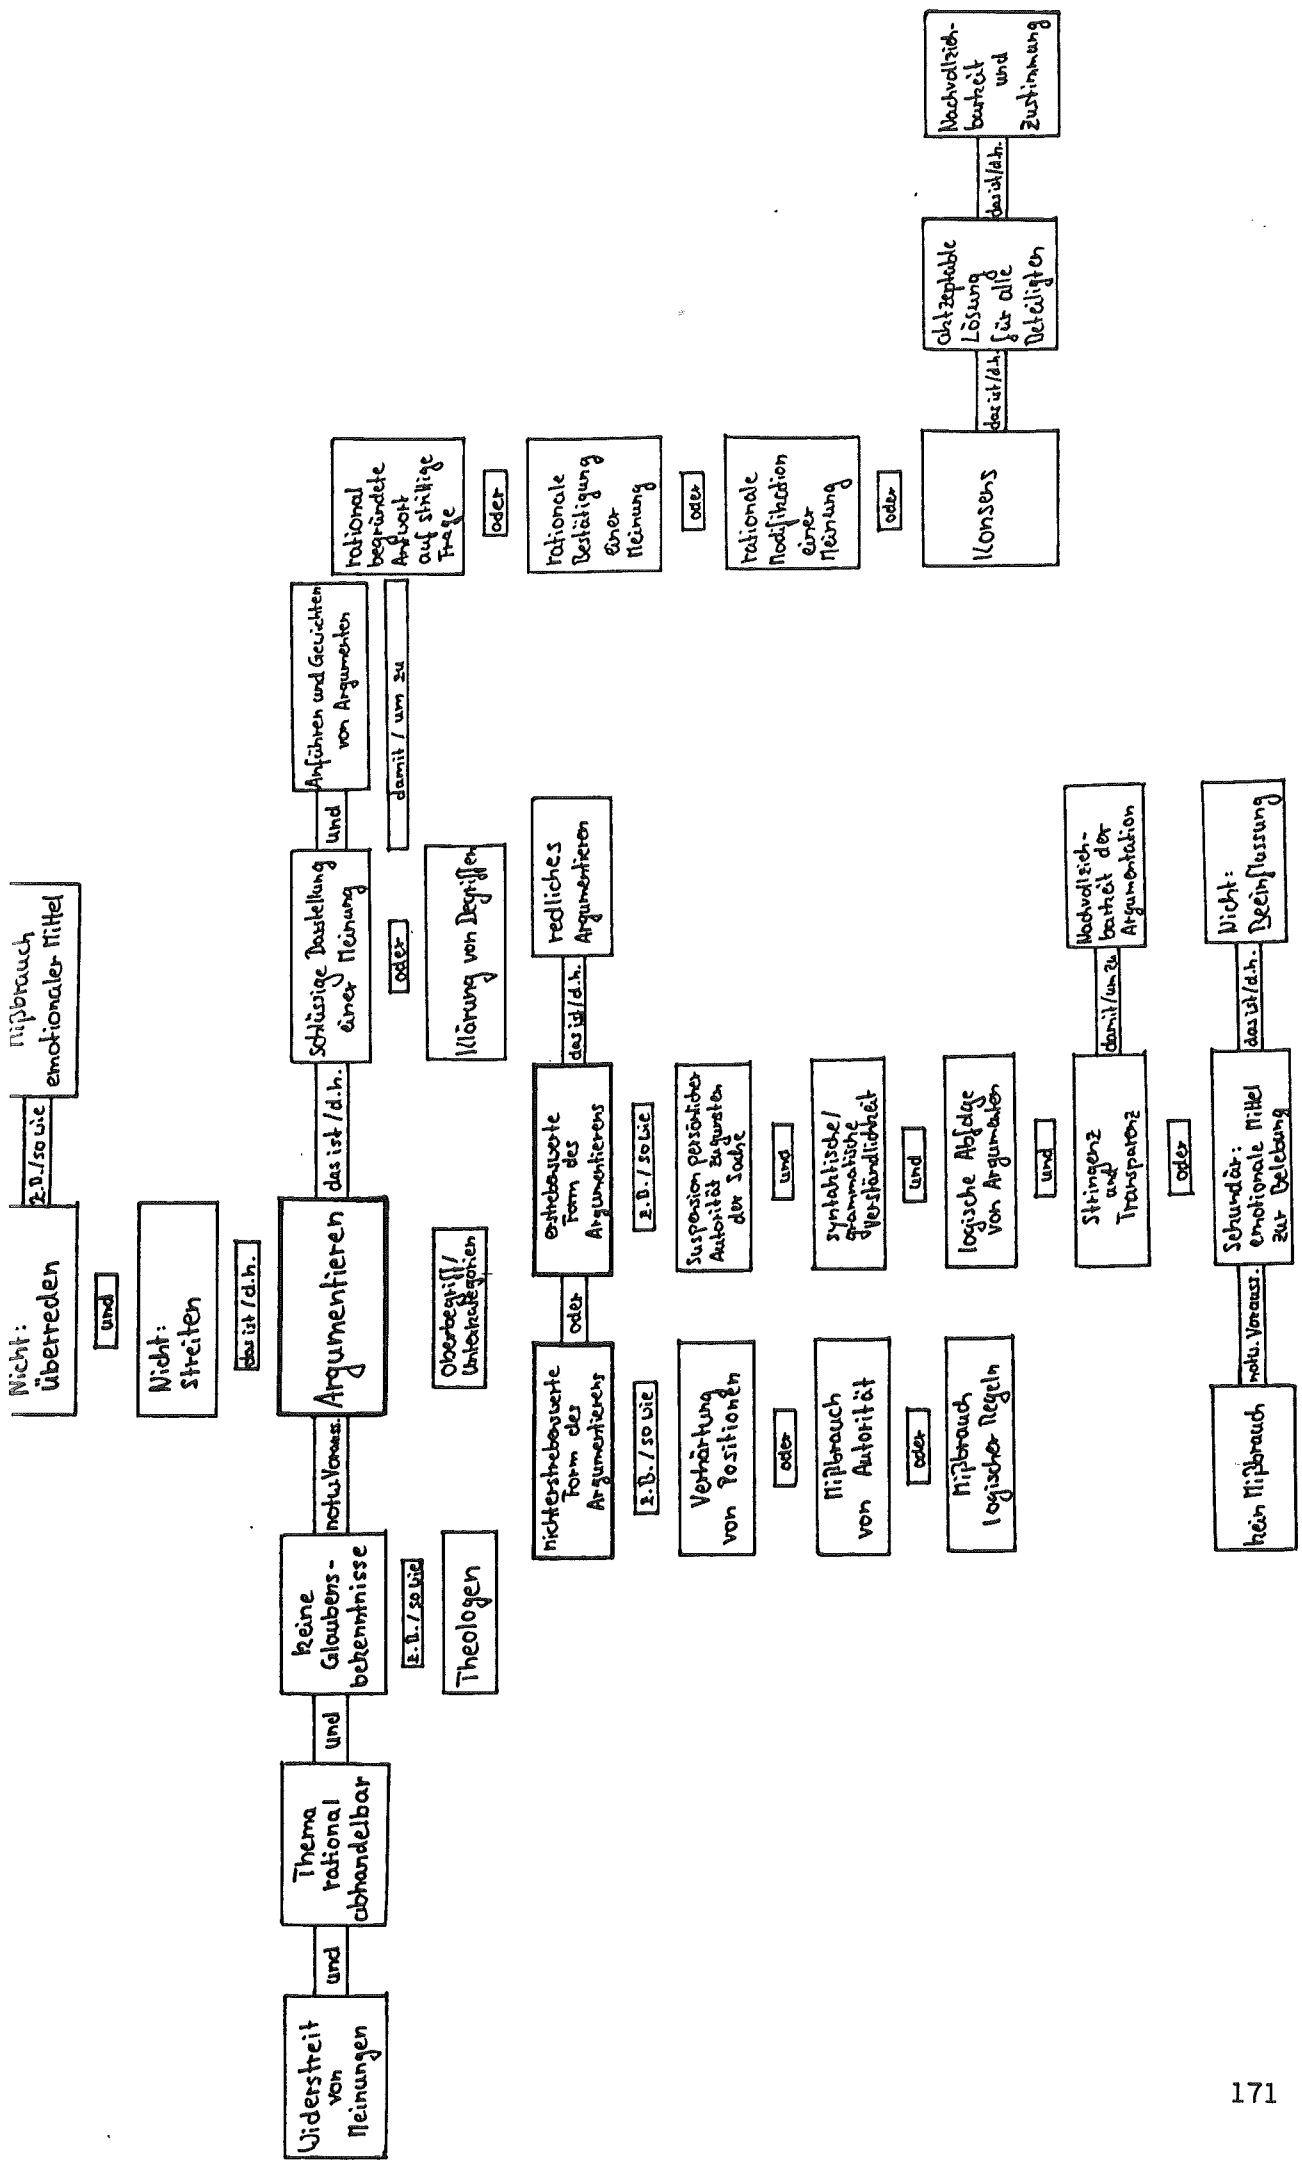 Nicht:
überreden
z.B./so wie
Mißbrauch
emotionaler Mittel
und
Nicht:
Streiten
das ist/d.h.
Widerstreit
von
Meinungen
und
Thema
rational
abhandelbar
und
keine
Glaubens-
bekenntnisse
notw.Vorauss.
Argumentieren
das ist/d.h.
schlüssige Darstellung
einer Meinung
und
Anführen und Gewichten
von Argumenten
z.B./so wie
Theologen
Oberbegriff/
Unterkategorien
oder
Klärung von Begriffen
damit / um zu
rational
begründete
Antwort
auf strittige
Frage
oder
rationale
Bestätigung
einer
Meinung
oder
rationale
Modifikation
einer
Meinung
oder
Konsens
das ist/d.h.
aktzeptable
Lösung
für alle
Beteiligten
das ist/d.h.
Nachvollzieh-
barkeit
und
Zustimmung
nichterstrebenswerte
Form des
Argumentierens
oder
erstrebenswerte
Form des
Argumentierens
das ist/d.h.
redliches
Argumentieren
z.B./so wie
Verhärtung
von Positionen
oder
Mißbrauch
von Autorität
oder
Mißbrauch
logischer Regeln
z.B./so wie
Suspension persönlicher
Autorität zugunsten
der Sache
und
syntaktische/
grammatische
Verständlichkeit
und
logische Abfolge
von Argumenten
und
Stringenz
und
Transparenz
damit/um zu
Nachvollzieh-
barkeit der
Argumentation
oder
kein Mißbrauch
notw. Vorauss.
Sekundär:
emotionale Mittel
zur Belebung
das ist/d.h.
Nicht:
Beeinflussung
171